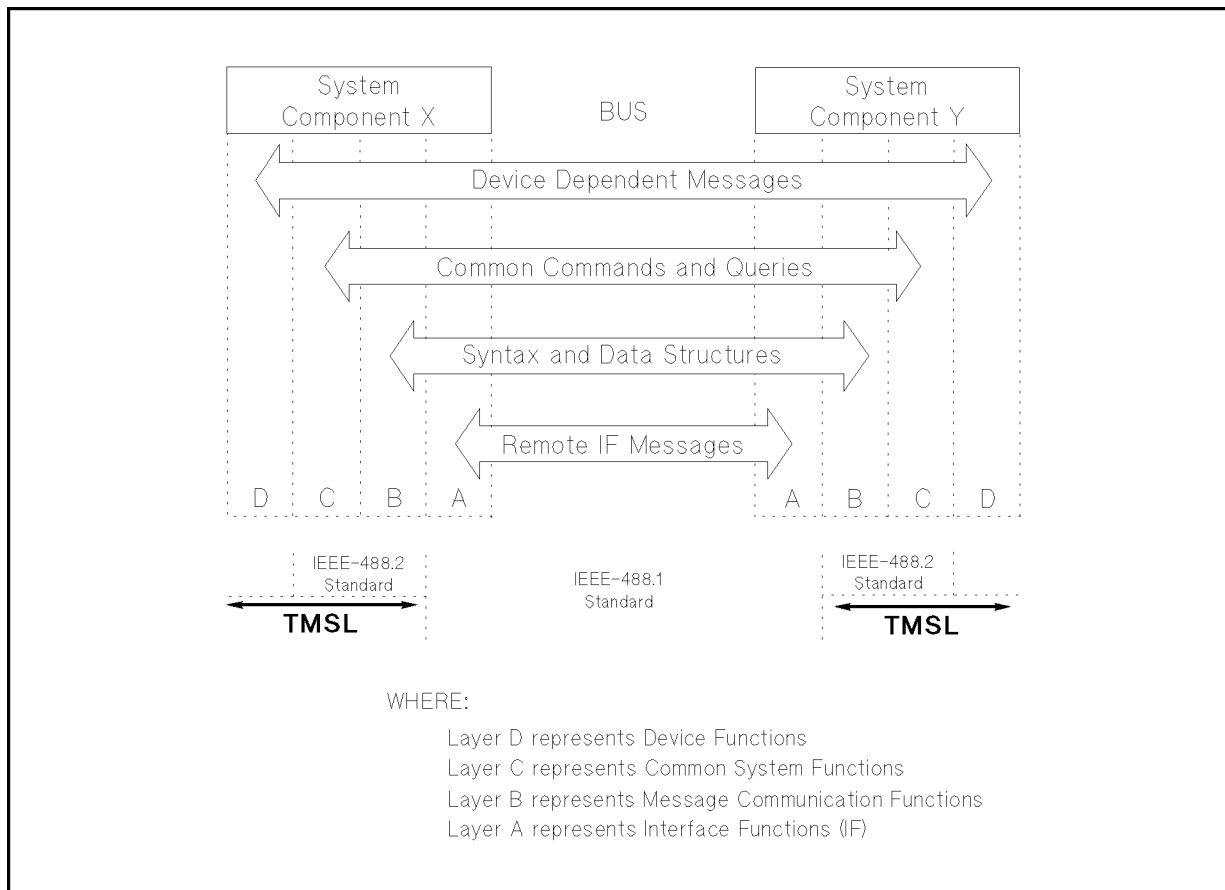 System
Component X
BUS
System
Component Y
Device Dependent Messages
Common Commands and Queries
Syntax and Data Structures
Remote IF Messages
D C B A
A B C D
IEEE-488.2
Standard
IEEE-488.1
Standard
IEEE-488.2
Standard
TMSL
TMSL
WHERE:
Layer D represents Device Functions
Layer C represents Common System Functions
Layer B represents Message Communication Functions
Layer A represents Interface Functions (IF)